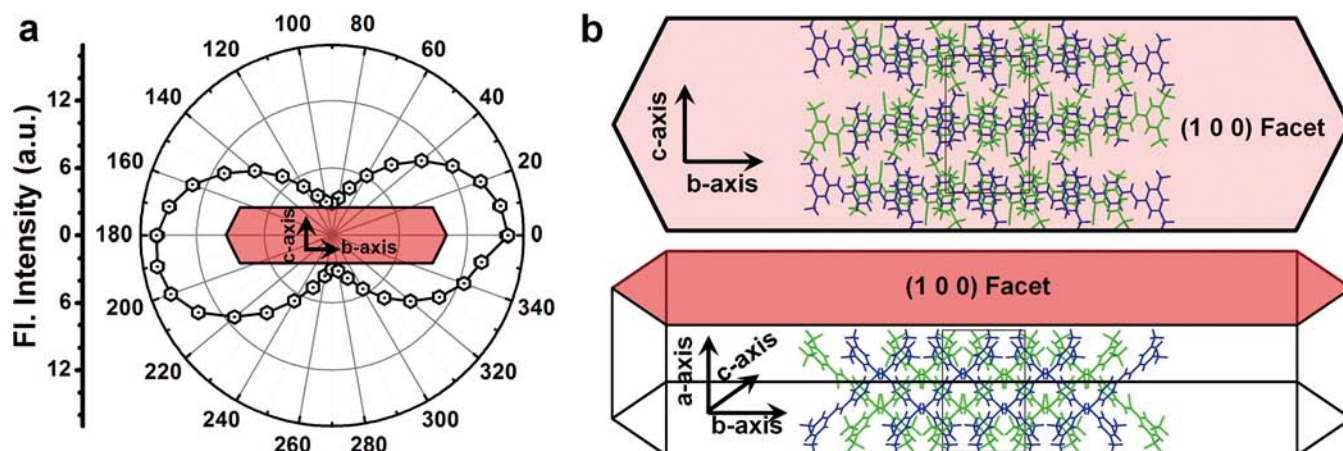 a
Fl. Intensity (a.u.)
12
6
0
6
12
100
80
120
60
140
40
160
20
180
0
200
340
220
320
240
300
260
280
c-axis
b-axis
b
c-axis
b-axis
(1 0 0) Facet
(1 0 0) Facet
a-axis
c-axis
b-axis